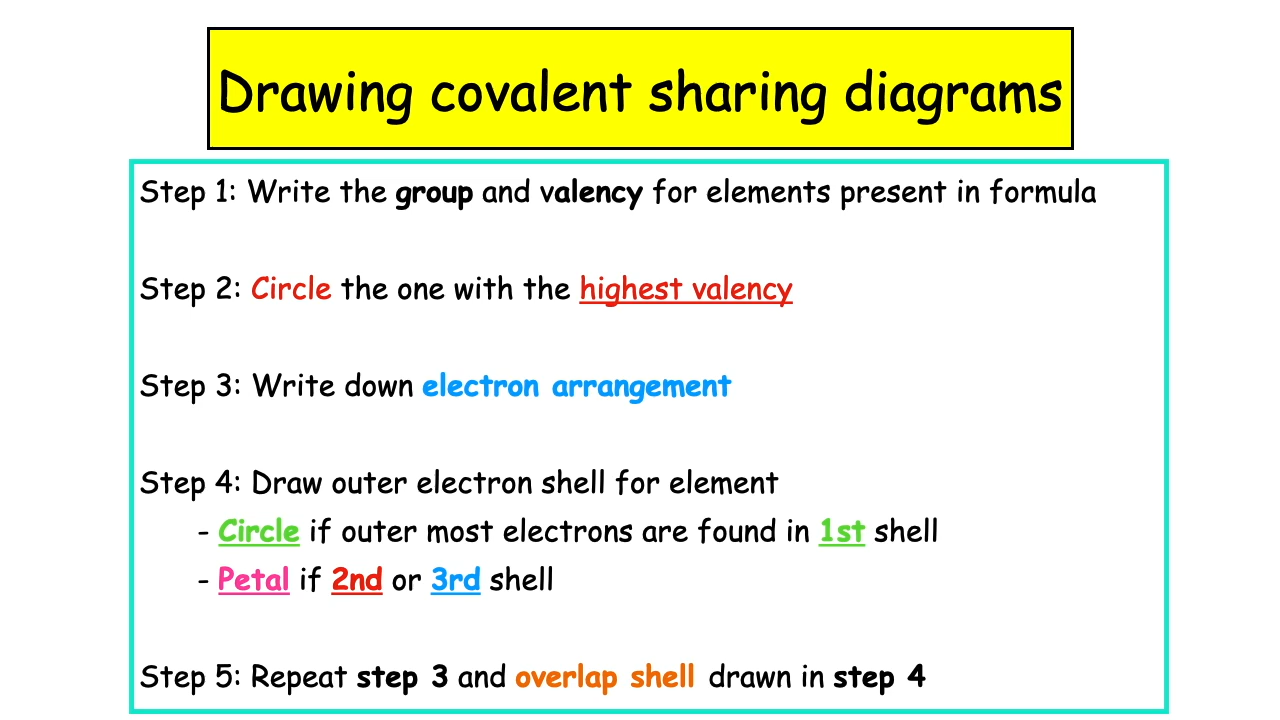 Drawing covalent sharing diagrams
Step 1: Write the group and valency for elements present in formula
Step 2: Circle the one with the highest valency
Step 3: Write down electron arrangement
Step 4: Draw outer electron shell for element
- Circle if outer most electrons are found in 1st shell
- Petal if 2nd or 3rd shell
Step 5: Repeat step 3 and overlap shell drawn in step 4